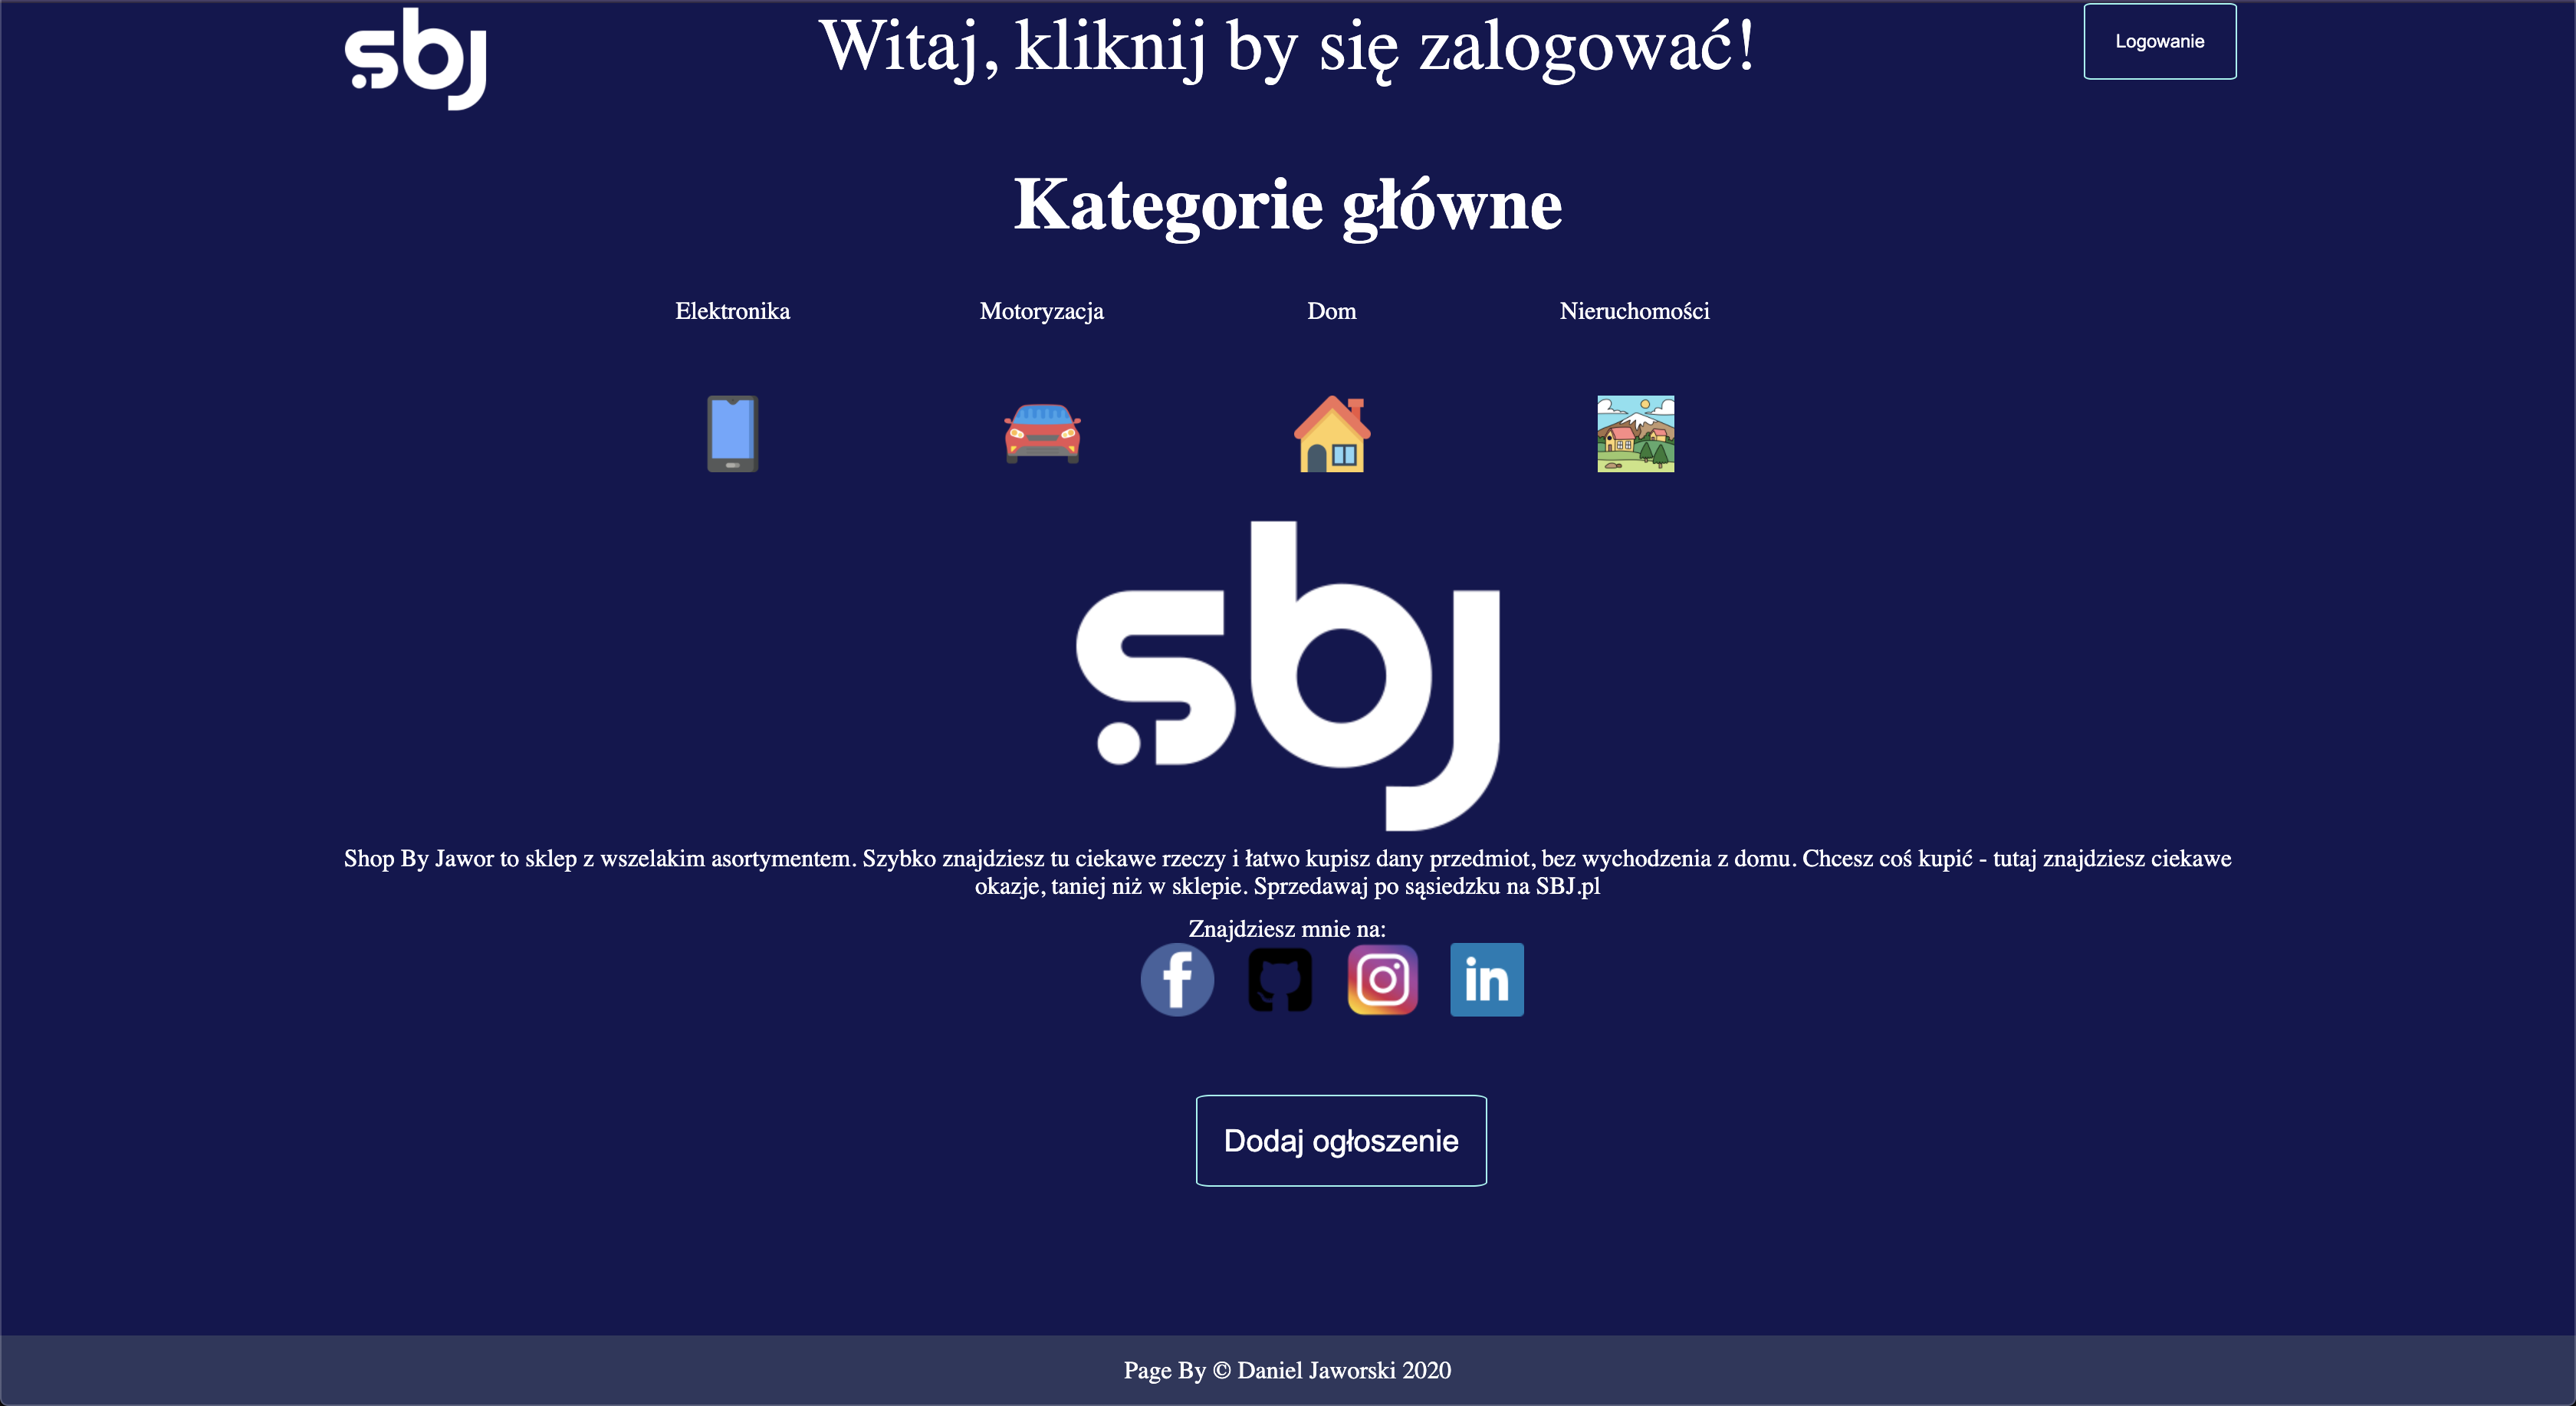 sbj
Witaj, kliknij by się zalogować!
Logowanie
Kategorie główne
Elektronika
Motoryzacja
Dom
Nieruchomości
sbj
Shop By Jawor to sklep z wszelakim asortymentem. Szybko znajdziesz tu ciekawe rzeczy i łatwo kupisz dany przedmiot, bez wychodzenia z domu. Chcesz coś kupić - tutaj znajdziesz ciekawe
okazje, taniej niż w sklepie. Sprzedawaj po sąsiedzku na SBJ.pl
Znajdziesz mnie na:
f
in
Dodaj ogłoszenie
Page By © Daniel Jaworski 2020